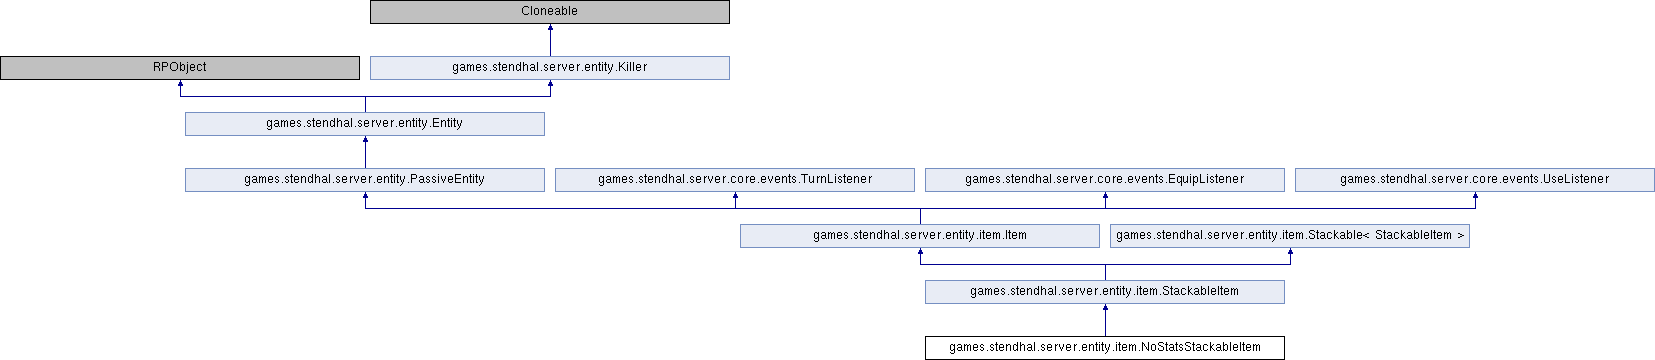 Cloneable
RPObject
games.stendhal.server.entity.Killer
games.stendhal.server.entity.Entity
games.stendhal.server.entity.PassiveEntity
games.stendhal.server.core.events.TurnListener
games.stendhal.server.core.events.EquipListener
games.stendhal.server.core.events.UseListener
games.stendhal.server.entity.item.Item
games.stendhal.server.entity.item.Stackable< StackableItem >
games.stendhal.server.entity.item.StackableItem
games.stendhal.server.entity.item.NoStatsStackableItem